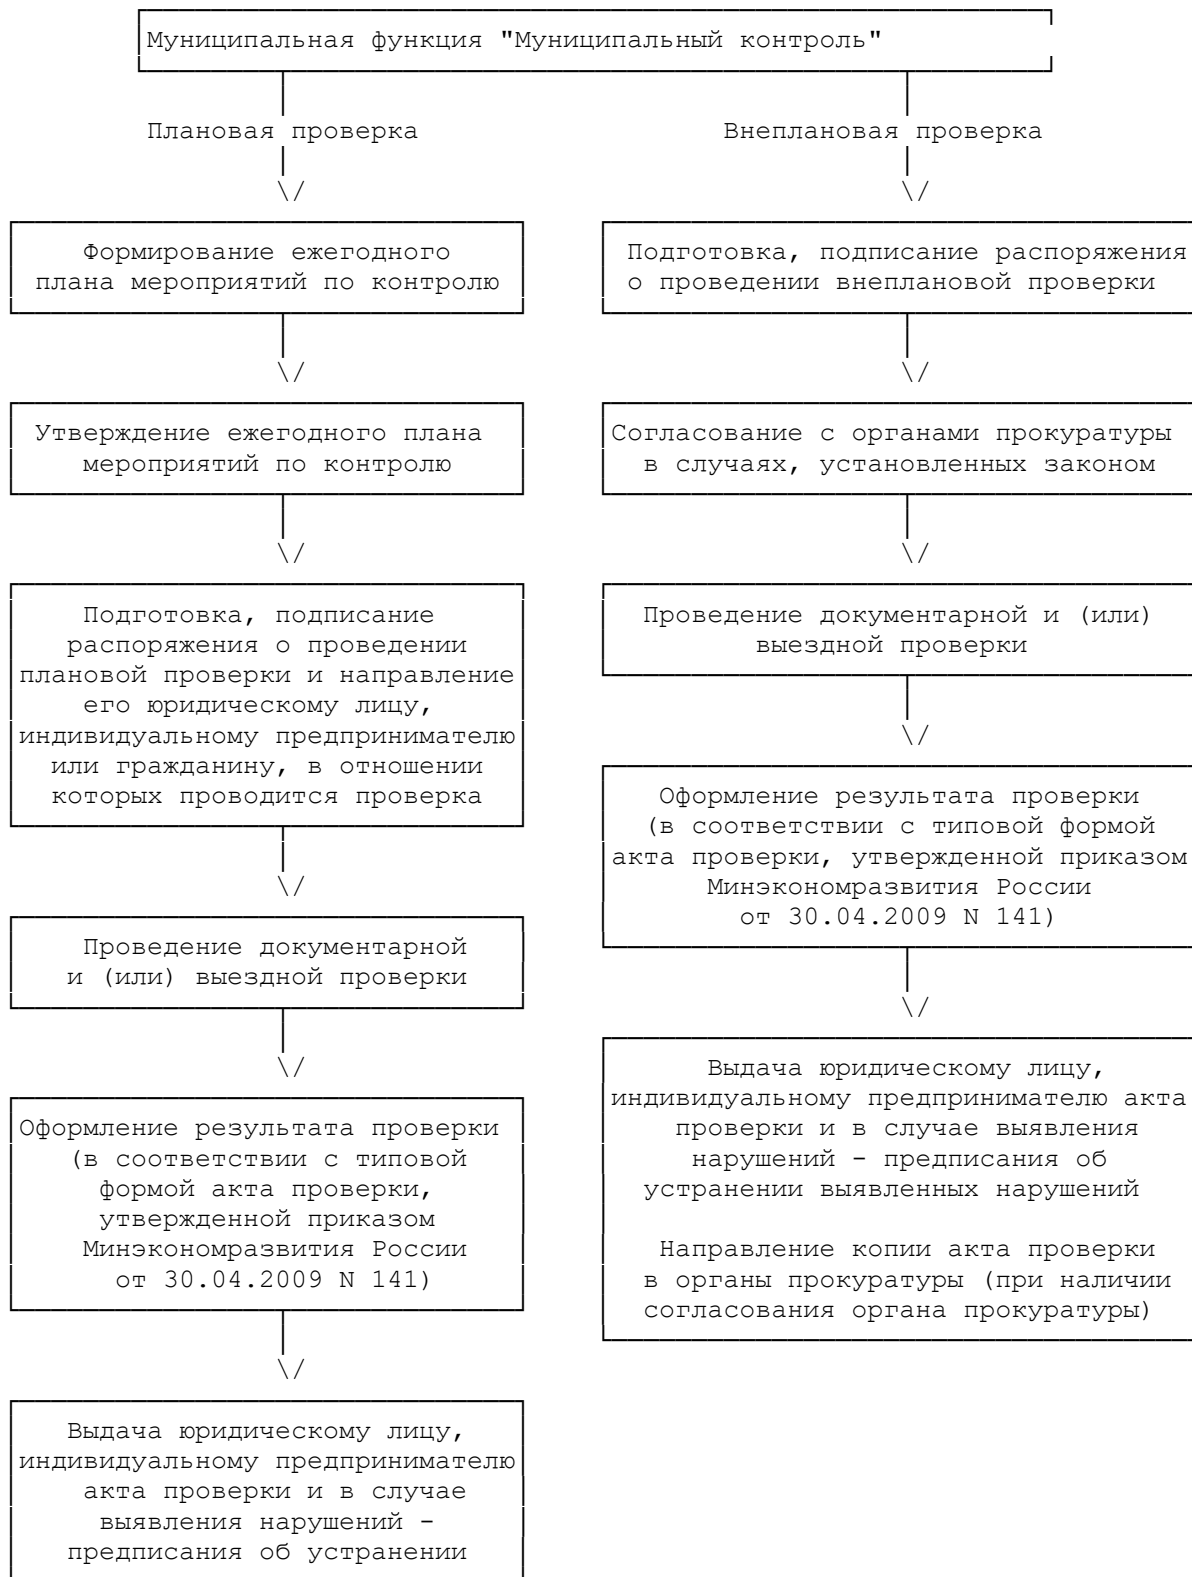 Муниципальная функция "Муниципальный контроль"
Плановая проверка
Внеплановая проверка
Формирование ежегодного
плана мероприятий по контролю
Утверждение ежегодного плана
мероприятий по контролю
Подготовка, подписание
распоряжения о проведении
плановой проверки и направление
его юридическому лицу,
индивидуальному предпринимателю
или гражданину, в отношении
которых проводится проверка
Проведение документарной
и (или) выездной проверки
Оформление результата проверки
(в соответствии с типовой
формой акта проверки,
утвержденной приказом
Минэкономразвития России
от 30.04.2009 N 141)
Выдача юридическому лицу,
индивидуальному предпринимателю
акта проверки и в случае
выявления нарушений -
предписания об устранении
Подготовка, подписание распоряжения
о проведении внеплановой проверки
Согласование с органами прокуратуры
в случаях, установленных законом
Проведение документарной и (или)
выездной проверки
Оформление результата проверки
(в соответствии с типовой формой
акта проверки, утвержденной приказом
Минэкономразвития России
от 30.04.2009 N 141)
Выдача юридическому лицу,
индивидуальному предпринимателю акта
проверки и в случае выявления
нарушений - предписания об
устранении выявленных нарушений
Направление копии акта проверки
в органы прокуратуры (при наличии
согласования органа прокуратуры)